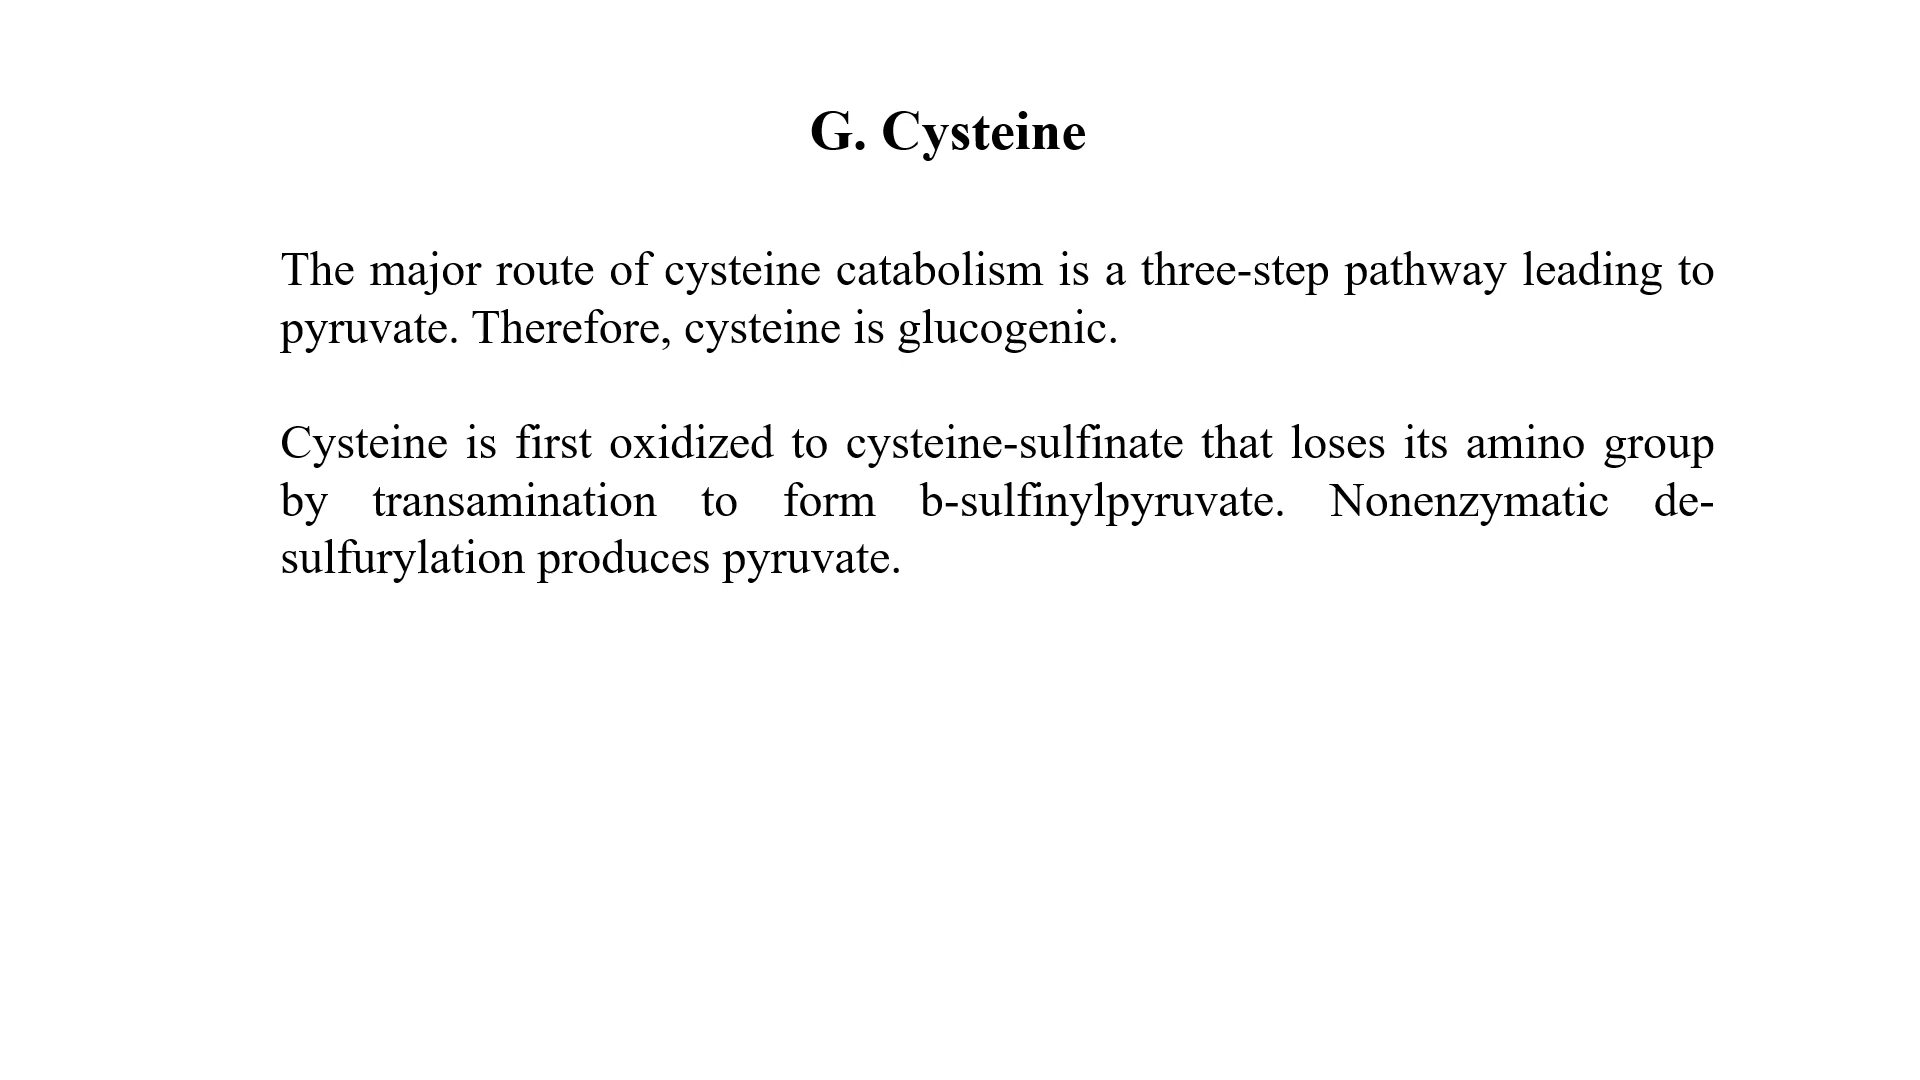 G. Cysteine
The major route of cysteine catabolism is a three-step pathway leading to
pyruvate. Therefore, cysteine is glucogenic.
Cysteine is first oxidized to cysteine-sulfinate that loses its amino group
by transamination to form b-sulfinylpyruvate. Nonenzymatic de-
sulfurylation produces pyruvate.